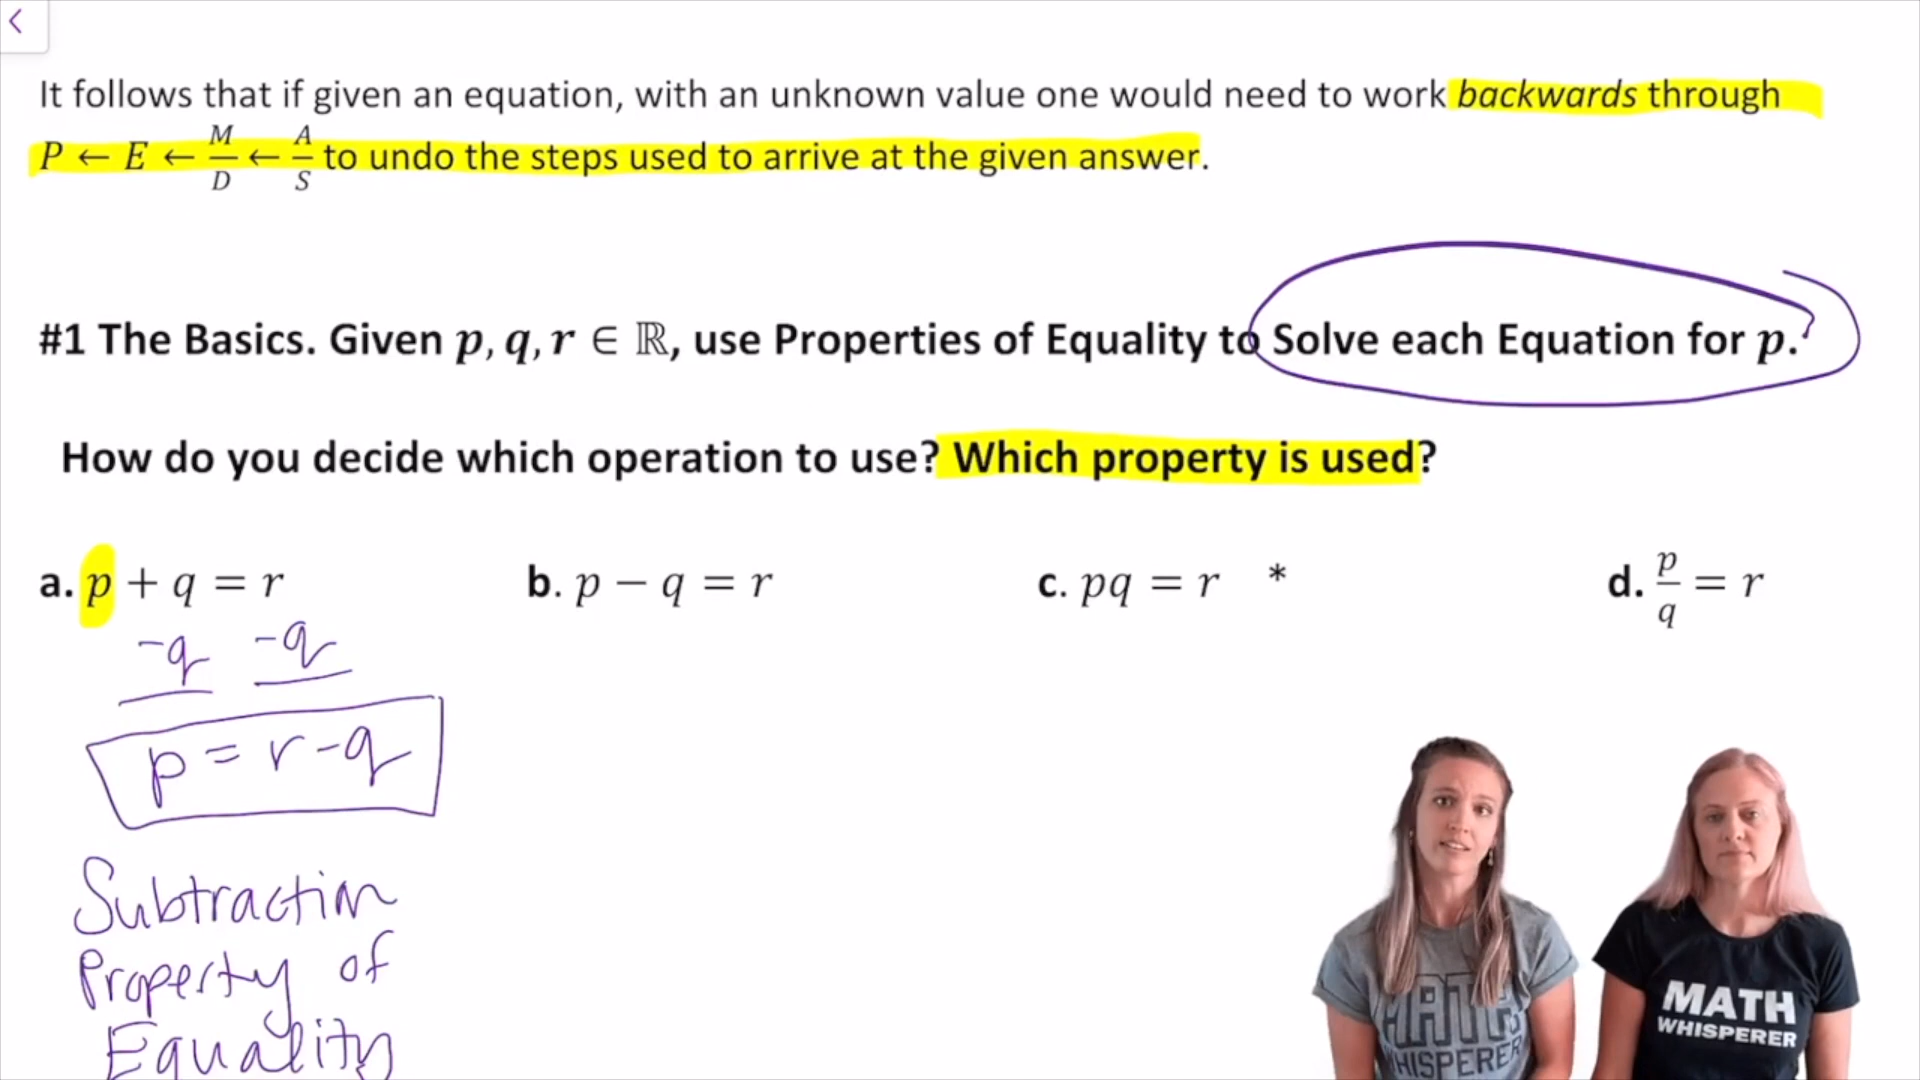 It follows that if given an equation, with an unknown value one would need to work backwards through
P ← E ← M/D ← A/S to undo the steps used to arrive at the given answer.
#1 The Basics. Given p, q, r ∈ ℝ, use Properties of Equality to Solve each Equation for p.
How do you decide which operation to use? Which property is used?
a. p + q = r b. p − q = r c. pq = r * d. p/q = r
-q -q
p = r - q
Subtraction
Property of
Equality
MATH
WHISPERER
MATH
WHISPERER